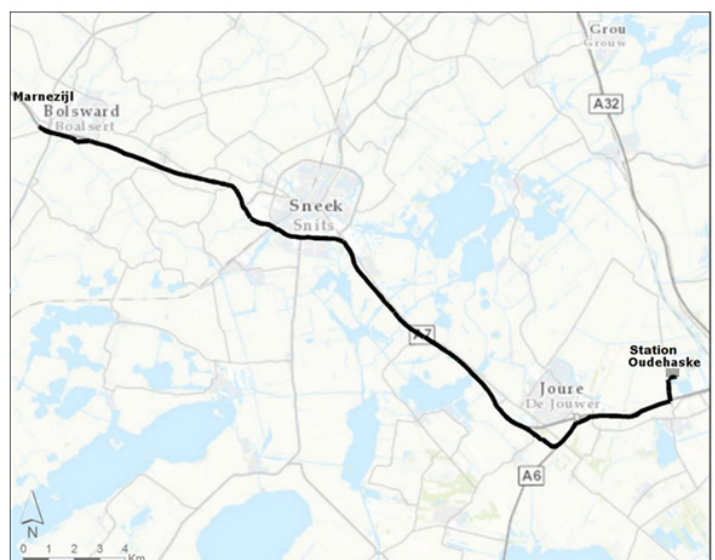 Grou
Grouw
Marnezijl
Bolsward
Boalsert
A32
Sneek
Snits
A7
Station
Oudehaske
Joure
De Jouwer
A6
N
0 1 2 3 4
Km